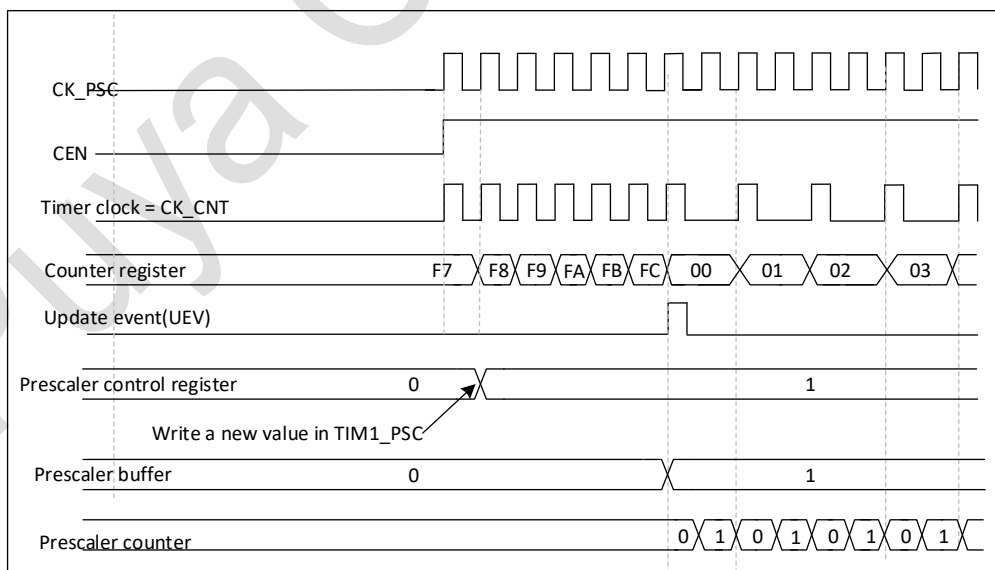 CK_PSC
CEN
Timer clock = CK_CNT
Counter register F7 F8 F9 FA FB FC 00 01 02 03
Update event(UEV)
Prescaler control register 0 1
Write a new value in TIM1_PSC
Prescaler buffer 0 1
Prescaler counter 0 1 0 1 0 1 0 1